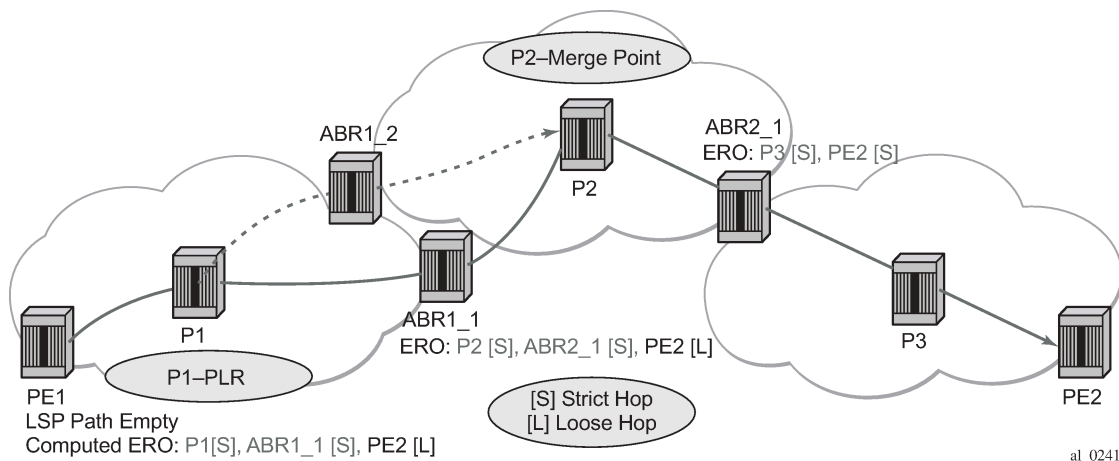 P2–Merge Point
ABR1_2
ABR2_1
ERO: P3 [S], PE2 [S]
P2
P1
ABR1_1
ERO: P2 [S], ABR2_1 [S], PE2 [L]
P3
P1–PLR
PE1
LSP Path Empty
Computed ERO: P1[S], ABR1_1 [S], PE2 [L]
[S] Strict Hop
[L] Loose Hop
PE2
al_0241